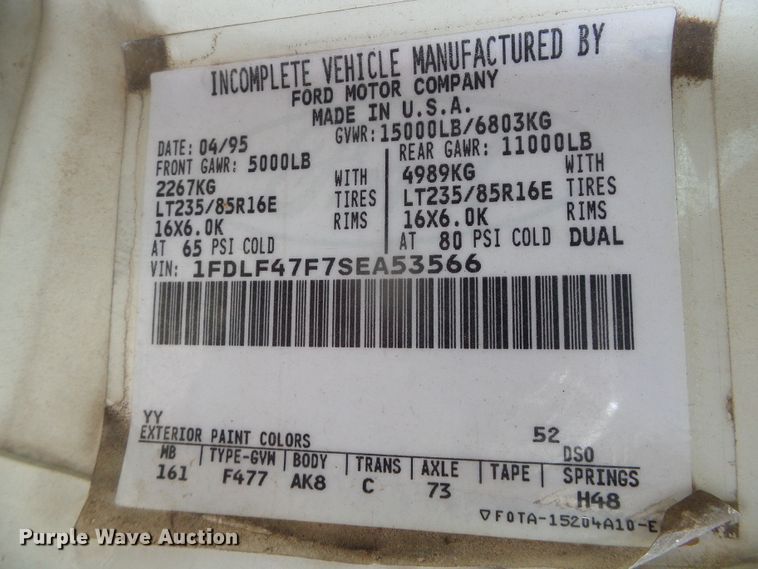 INCOMPLETE VEHICLE MANUFACTURED BY
FORD MOTOR COMPANY
MADE IN U.S.A.
DATE: 04/95 GVWR: 15000LB/6803KG
FRONT GAWR: 5000LB REAR GAWR: 11000LB
2267KG WITH 4989KG WITH
LT235/85R16E TIRES LT235/85R16E TIRES
16X6.0K RIMS 16X6.0K RIMS
AT 65 PSI COLD AT 80 PSI COLD DUAL
VIN: 1FDLF47F7SEA53566
YY 52
EXTERIOR PAINT COLORS DSO
WB TYPE-GVW BODY TRANS AXLE TAPE SPRINGS
161 F477 AK8 C 73 H48
▽F0TA-15204A10-E
Purple Wave Auction